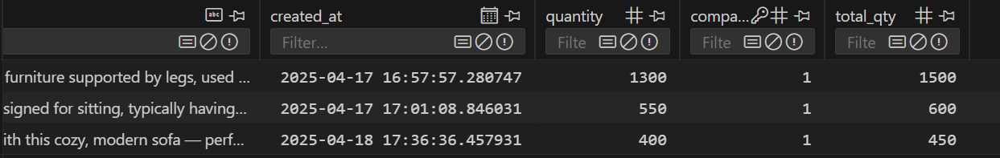 abc created_at quantity compa... total_qty
Filter... Filte Filte Filte
furniture supported by legs, used ... 2025-04-17 16:57:57.280747 1300 1 1500
signed for sitting, typically having... 2025-04-17 17:01:08.846031 550 1 600
ith this cozy, modern sofa — perf... 2025-04-18 17:36:36.457931 400 1 450